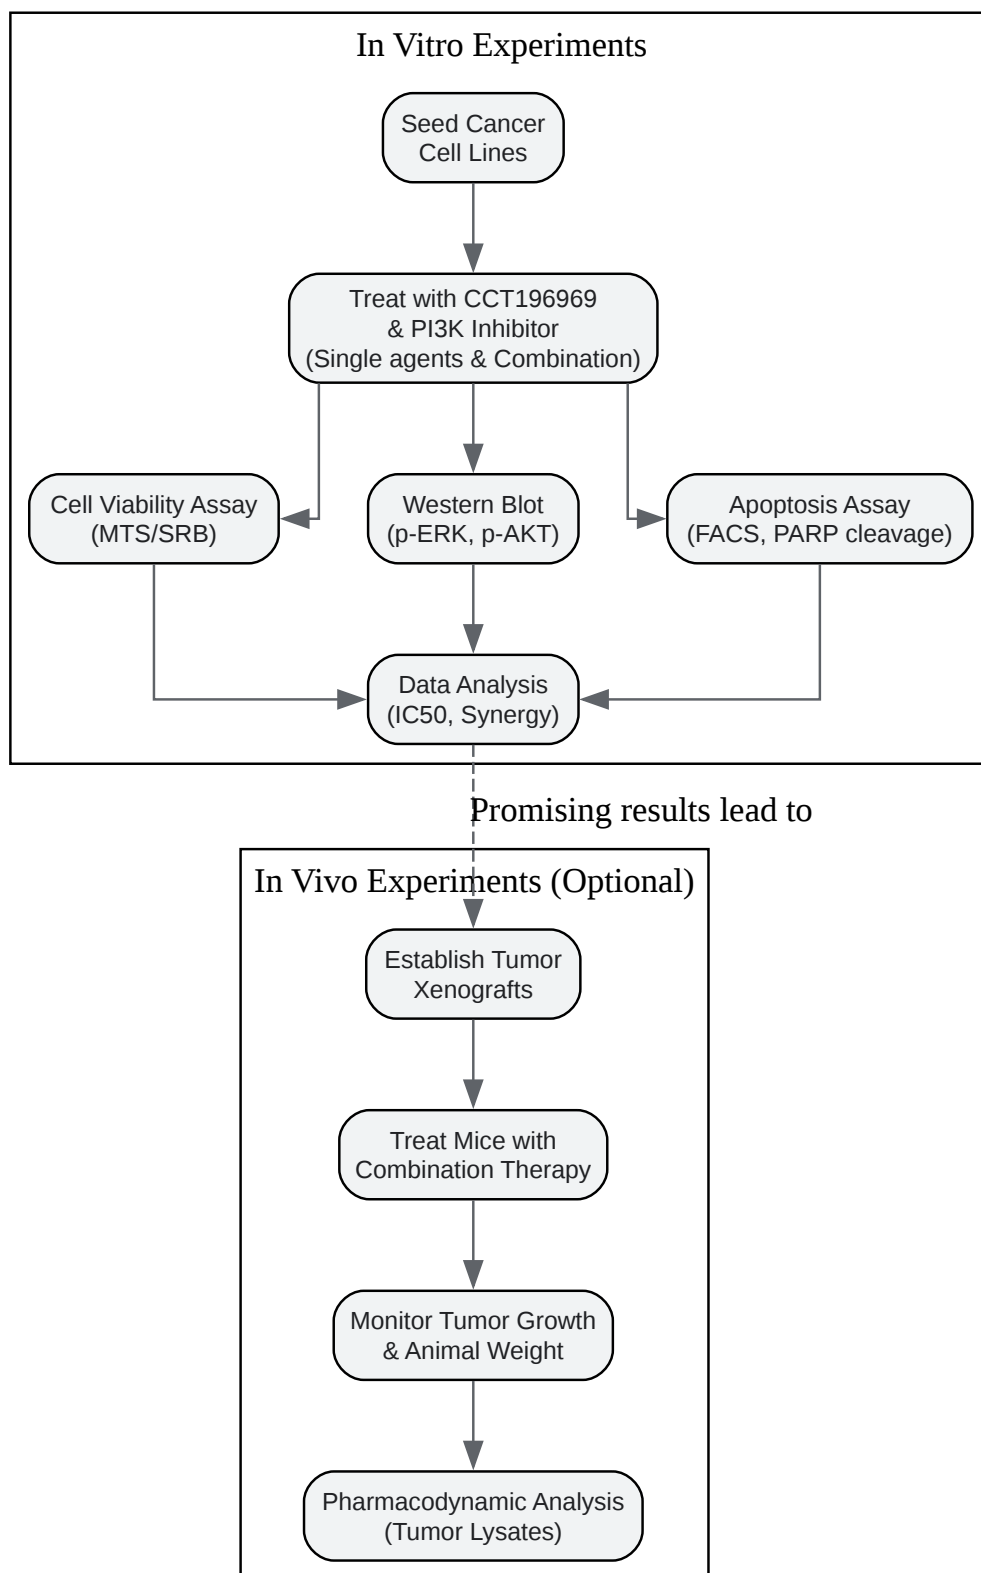 In Vitro Experiments
Seed Cancer
Cell Lines
Treat with CCT196969
& PI3K Inhibitor
(Single agents & Combination)
Cell Viability Assay
(MTS/SRB)
Western Blot
(p-ERK, p-AKT)
Apoptosis Assay
(FACS, PARP cleavage)
Data Analysis
(IC50, Synergy)
Promising results lead to
In Vivo Experiments (Optional)
Establish Tumor
Xenografts
Treat Mice with
Combination Therapy
Monitor Tumor Growth
& Animal Weight
Pharmacodynamic Analysis
(Tumor Lysates)